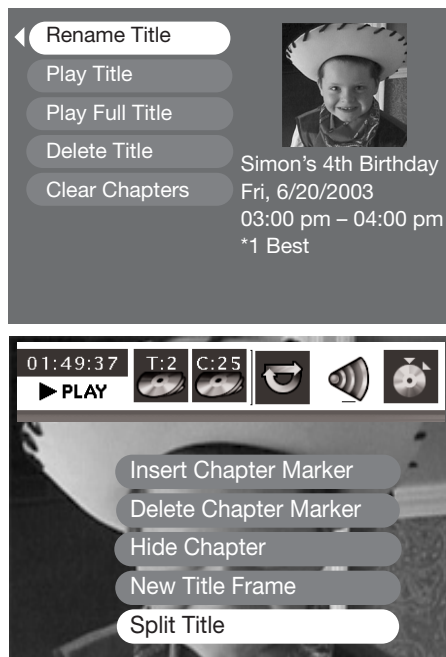 Rename Title
Play Title
Play Full Title
Delete Title
Clear Chapters
Simon's 4th Birthday
Fri, 6/20/2003
03:00 pm – 04:00 pm
*1 Best
01:49:37 T:2 C:25
PLAY
Insert Chapter Marker
Delete Chapter Marker
Hide Chapter
New Title Frame
Split Title